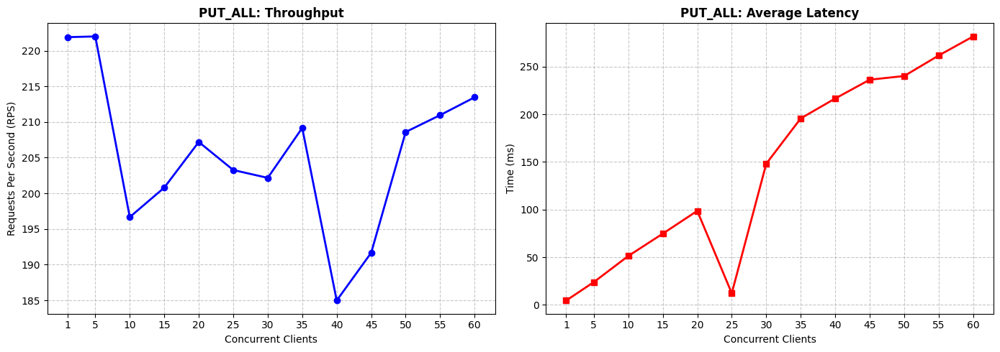 PUT_ALL: Throughput
Requests Per Second (RPS)
220
215
210
205
200
195
190
185
1 5 10 15 20 25 30 35 40 45 50 55 60
Concurrent Clients
PUT_ALL: Average Latency
Time (ms)
250
200
150
100
50
0
1 5 10 15 20 25 30 35 40 45 50 55 60
Concurrent Clients